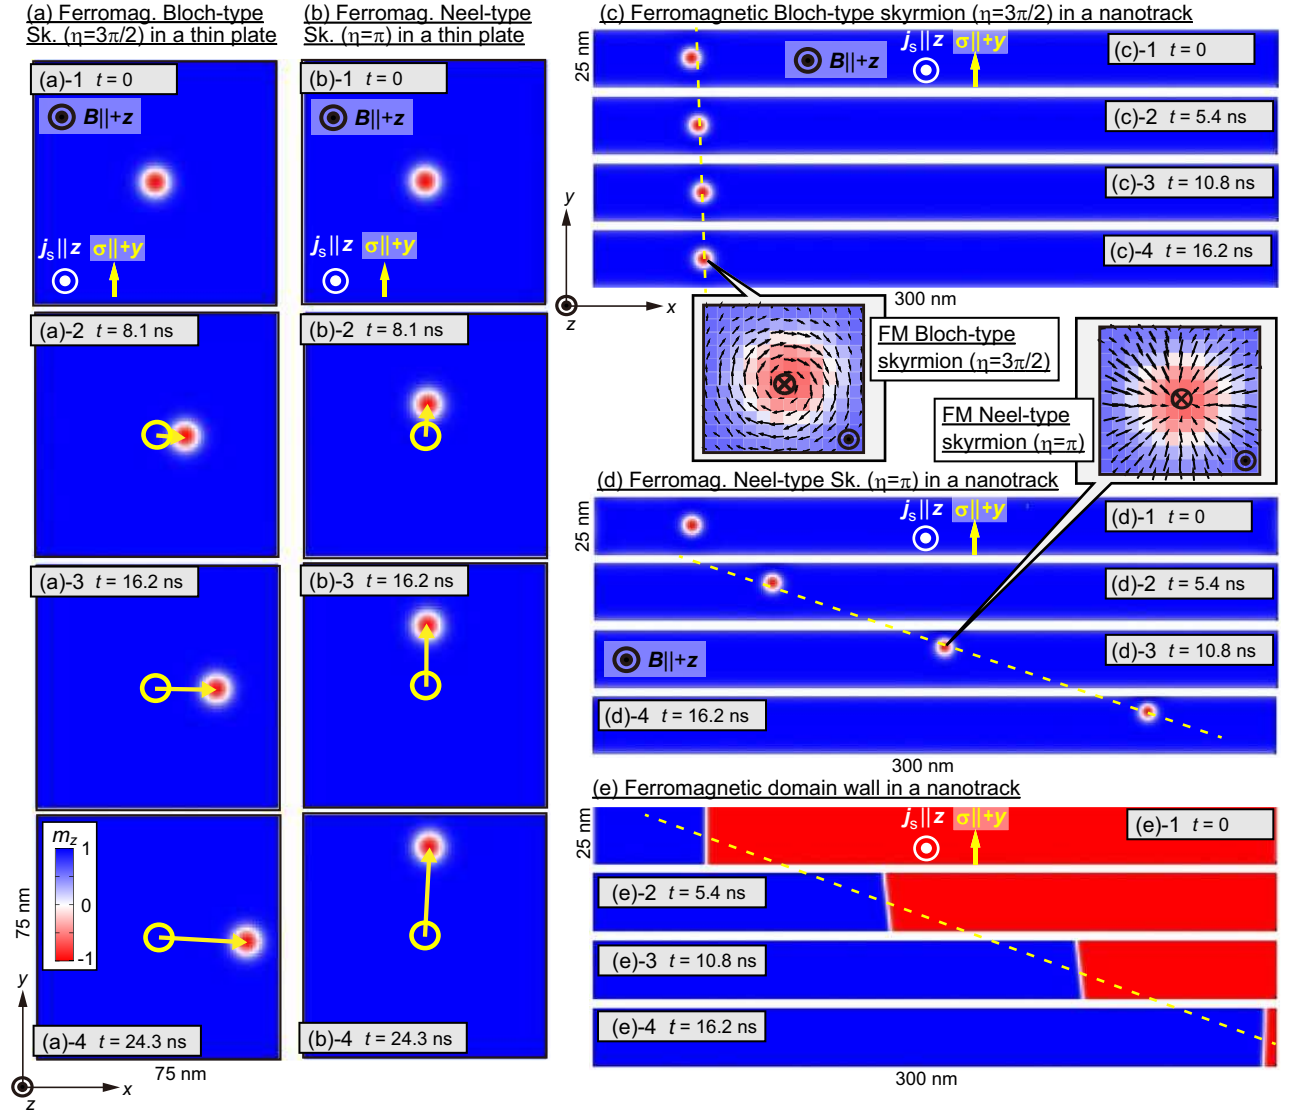 (a) Ferromag. Bloch-type
Sk. (η=3π/2) in a thin plate
(a)-1 t = 0
B||+z
js||z σ||+y
(a)-2 t = 8.1 ns
(a)-3 t = 16.2 ns
mz
1
0
-1
75 nm
(a)-4 t = 24.3 ns
75 nm
y
x
z
(b) Ferromag. Neel-type
Sk. (η=π) in a thin plate
(b)-1 t = 0
B||+z
js||z σ||+y
(b)-2 t = 8.1 ns
(b)-3 t = 16.2 ns
(b)-4 t = 24.3 ns
(c) Ferromagnetic Bloch-type skyrmion (η=3π/2) in a nanotrack
25 nm
B||+z
js||z σ||+y
(c)-1 t = 0
(c)-2 t = 5.4 ns
(c)-3 t = 10.8 ns
(c)-4 t = 16.2 ns
y
x
z
300 nm
FM Bloch-type
skyrmion (η=3π/2)
FM Neel-type
skyrmion (η=π)
(d) Ferromag. Neel-type Sk. (η=π) in a nanotrack
25 nm
js||z σ||+y
(d)-1 t = 0
(d)-2 t = 5.4 ns
B||+z
(d)-3 t = 10.8 ns
(d)-4 t = 16.2 ns
300 nm
(e) Ferromagnetic domain wall in a nanotrack
25 nm
js||z σ||+y
(e)-1 t = 0
(e)-2 t = 5.4 ns
(e)-3 t = 10.8 ns
(e)-4 t = 16.2 ns
300 nm